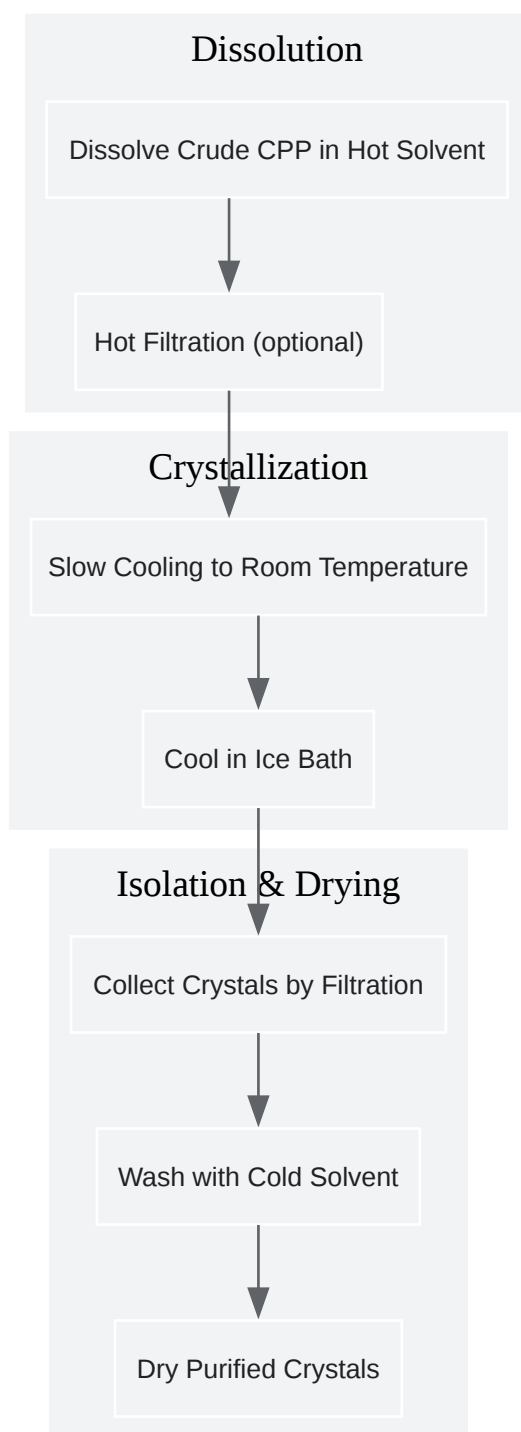 Dissolution
Dissolve Crude CPP in Hot Solvent
Hot Filtration (optional)
Crystallization
Slow Cooling to Room Temperature
Cool in Ice Bath
Isolation & Drying
Collect Crystals by Filtration
Wash with Cold Solvent
Dry Purified Crystals